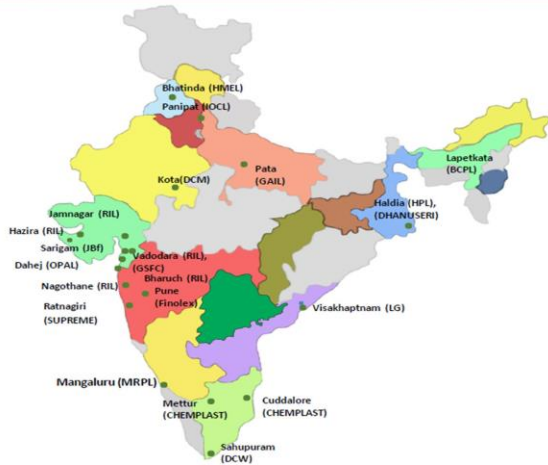 Bhatinda (HMEL)
Panipat (IOCL)
Pata
(GAIL)
Lapetkata
(BCPL)
Kota(DCM)
Haldia (HPL),
(DHANUSERI)
Jamnagar (RIL)
Hazira (RIL)
Sarigam (JBf)
Vadodara (RIL),
(GSFC)
Dahej (OPAL)
Bharuch (RIL)
Nagothane (RIL)
Pune
(Finolex)
Ratnagiri
(SUPREME)
Visakhaptnam (LG)
Mangaluru (MRPL)
Mettur
(CHEMPLAST)
Cuddalore
(CHEMPLAST)
Sahupuram
(DCW)